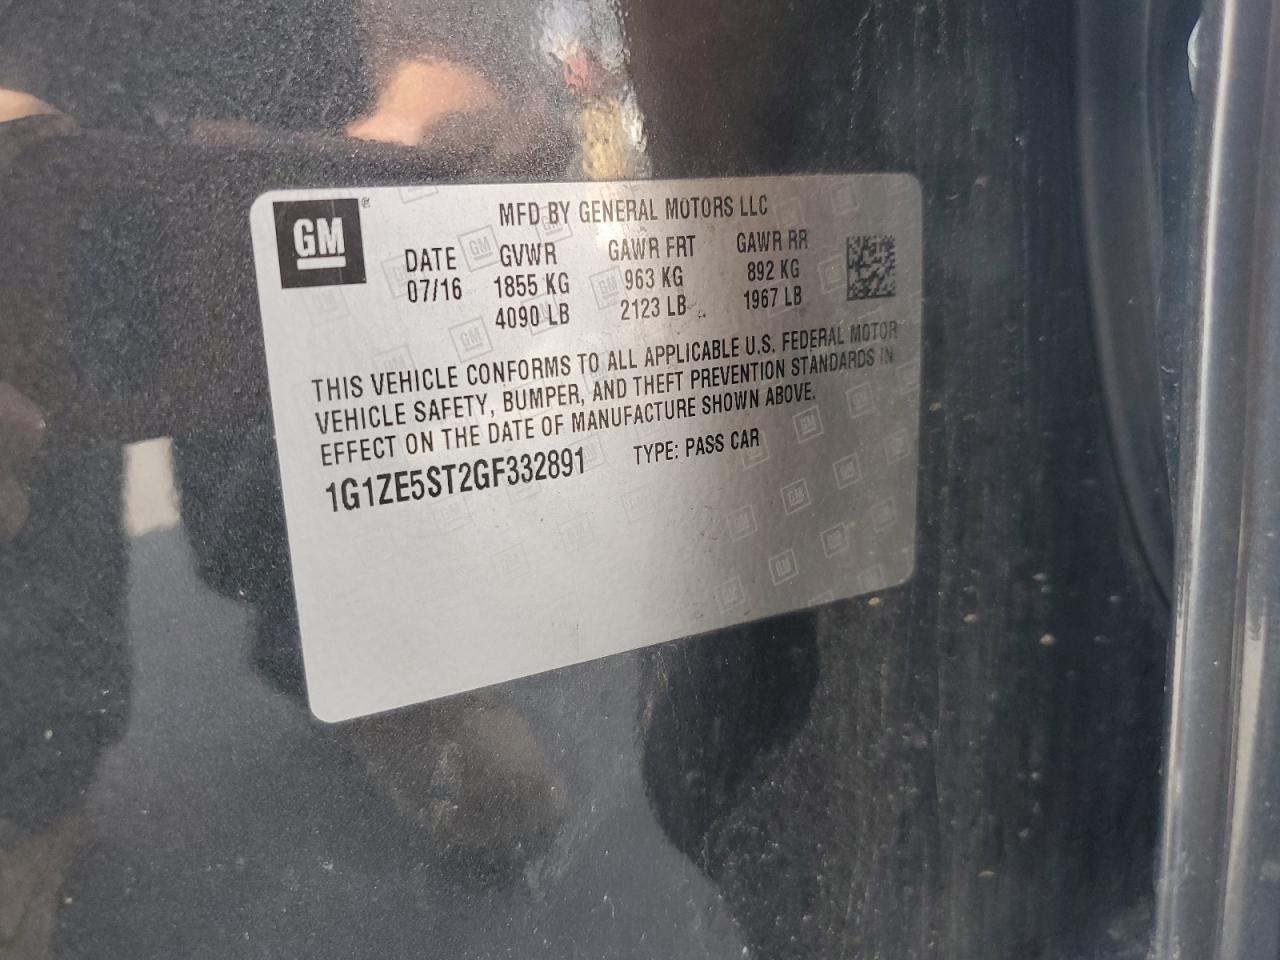 GM®
MFD BY GENERAL MOTORS LLC
DATE GVWR GAWR FRT GAWR RR
07/16 1855 KG 963 KG 892 KG
4090 LB 2123 LB 1967 LB
THIS VEHICLE CONFORMS TO ALL APPLICABLE U.S. FEDERAL MOTOR
VEHICLE SAFETY, BUMPER, AND THEFT PREVENTION STANDARDS IN
EFFECT ON THE DATE OF MANUFACTURE SHOWN ABOVE.
1G1ZE5ST2GF332891 TYPE: PASS CAR